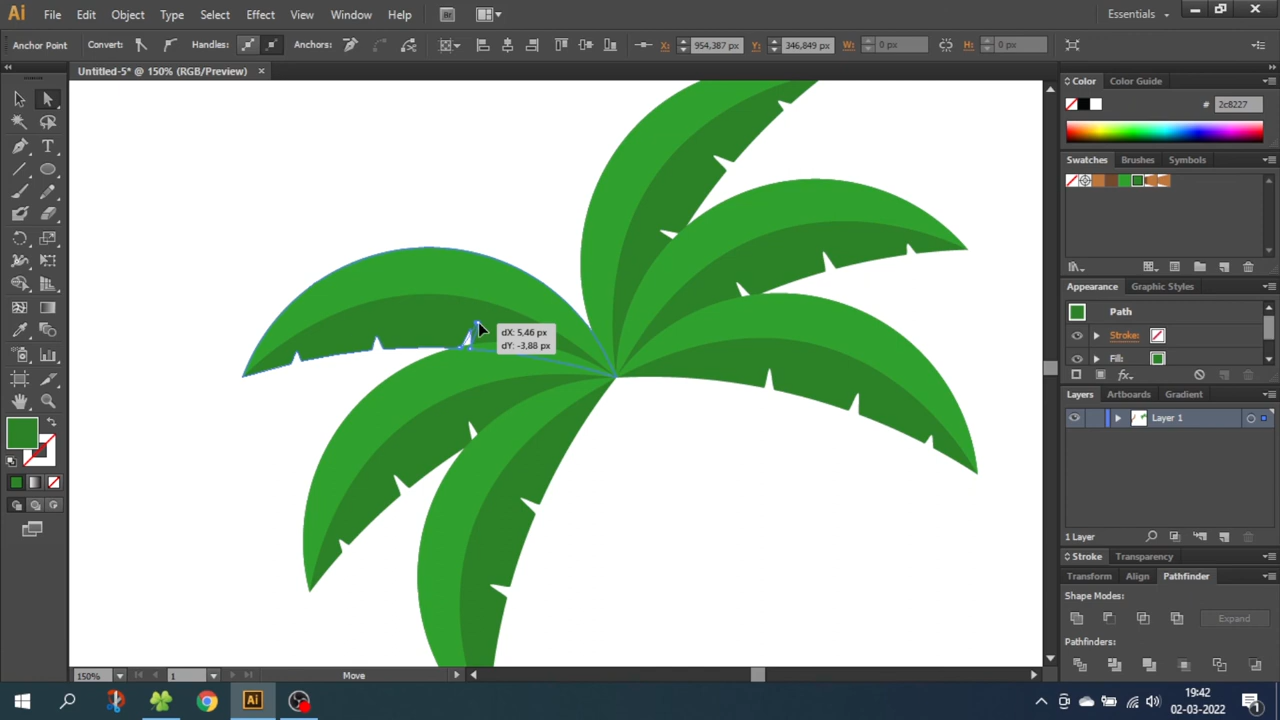 Ai File Edit Object Type Select Effect View Window Help Br Essentials
Anchor Point Convert: Handles: Anchors: X: 954,387 px Y: 346,849 px W: 0 px H: 0 px
Untitled-5* @ 150% (RGB/Preview)
Color Color Guide
# 2c8227
Swatches Brushes Symbols
Appearance Graphic Styles
Path
Stroke:
Fill:
fx
Layers Artboards Gradient
Layer 1
1 Layer
Stroke Transparency
Transform Align Pathfinder
Shape Modes:
Expand
Pathfinders:
dX: 5,46 px
dY: -3,88 px
150% 1 Move
Ai
19:42
02-03-2022
1